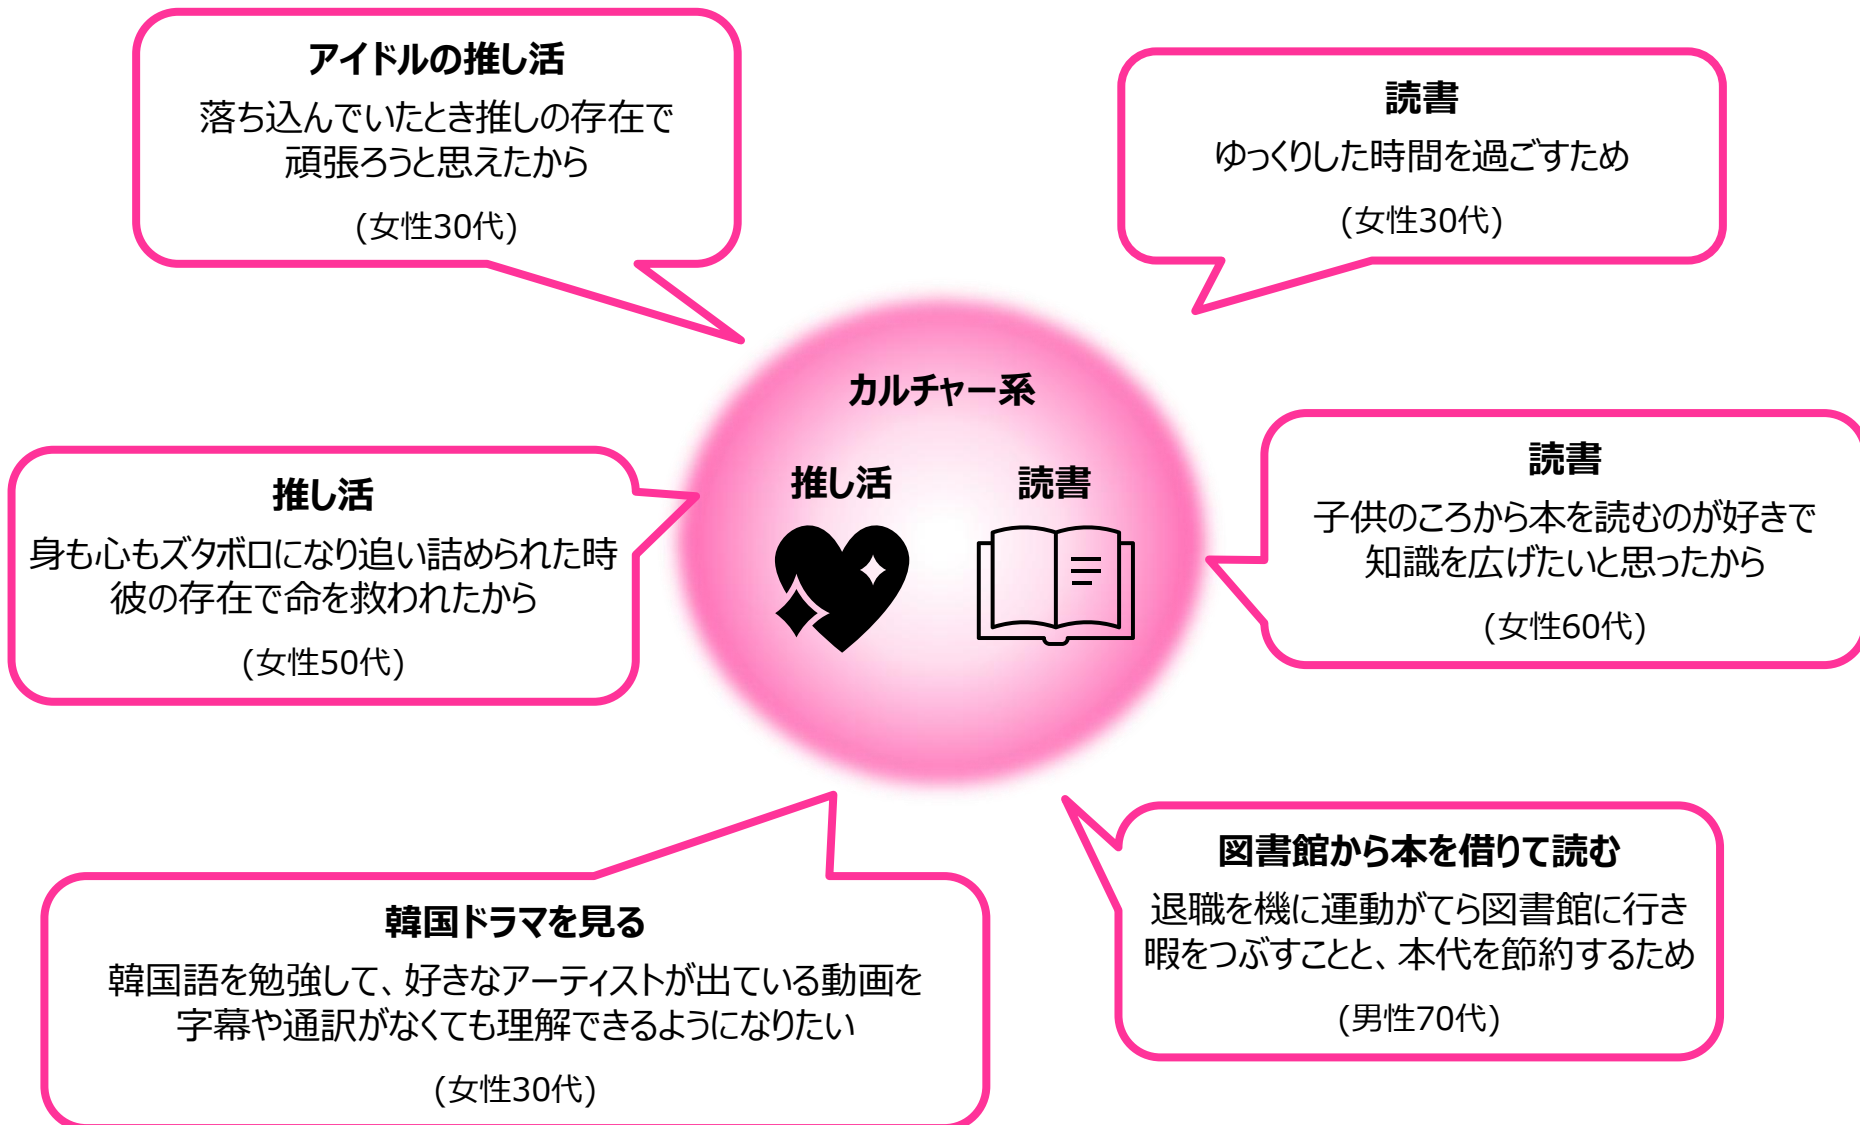 アイドルの推し活
落ち込んでいたとき推しの存在で
頑張ろうと思えたから
(女性30代)
読書
ゆっくりした時間を過ごすため
(女性30代)
カルチャー系
推し活
読書
推し活
身も心もズタボロになり追い詰められた時
彼の存在で命を救われたから
(女性50代)
読書
子供のころから本を読むのが好きで
知識を広げたいと思ったから
(女性60代)
韓国ドラマを見る
韓国語を勉強して、好きなアーティストが出ている動画を
字幕や通訳がなくても理解できるようになりたい
(女性30代)
図書館から本を借りて読む
退職を機に運動がてら図書館に行き
暇をつぶすことと、本代を節約するため
(男性70代)